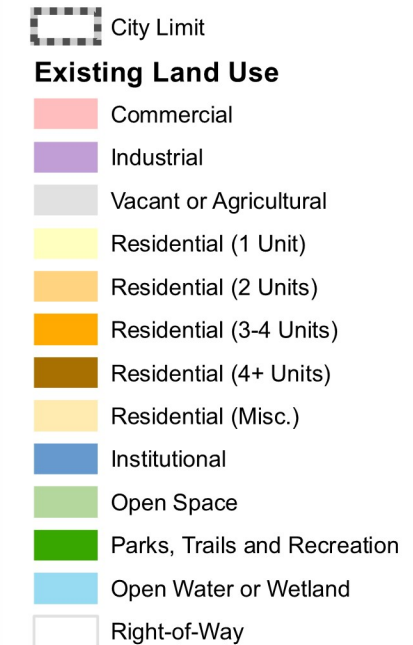 City Limit
Existing Land Use
Commercial
Industrial
Vacant or Agricultural
Residential (1 Unit)
Residential (2 Units)
Residential (3-4 Units)
Residential (4+ Units)
Residential (Misc.)
Institutional
Open Space
Parks, Trails and Recreation
Open Water or Wetland
Right-of-Way